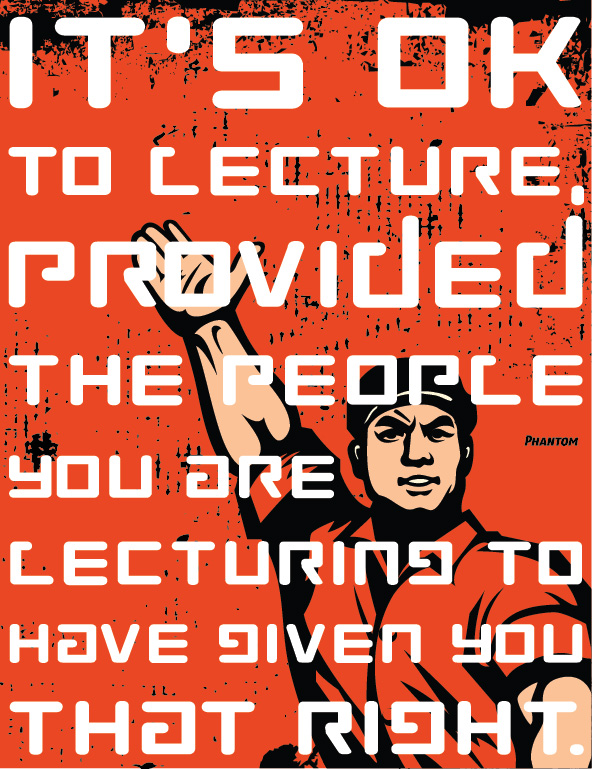 IT'S OK
TO LECTURE,
PROVIDED
THE PEOPLE
PHANTOM
YOU ARE
LECTURING TO
HAVE GIVEN YOU
THAT RIGHT.